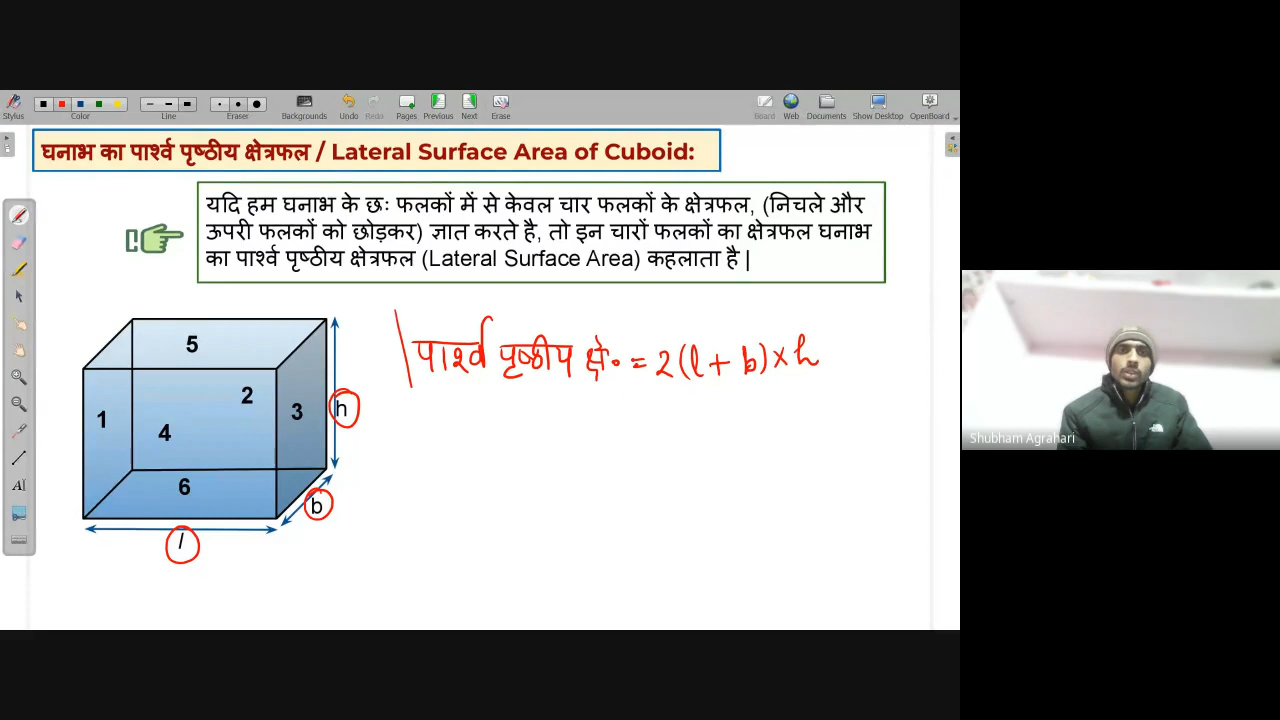 Stylus
Color
Line
Eraser
Backgrounds
Undo
Redo
Pages
Previous
Next
Erase
Board
Web
Documents
Show Desktop
OpenBoard
घनाभ का पार्श्व पृष्ठीय क्षेत्रफल / Lateral Surface Area of Cuboid:
यदि हम घनाभ के छः फलकों में से केवल चार फलकों के क्षेत्रफल, (निचले और
ऊपरी फलकों को छोड़कर) ज्ञात करते है, तो इन चारों फलकों का क्षेत्रफल घनाभ
का पार्श्व पृष्ठीय क्षेत्रफल (Lateral Surface Area) कहलाता है |
पार्श्व पृष्ठीय क्षे॰ = 2(l + b) × h
5
2
1
3
h
4
6
b
l
Shubham Agrahari